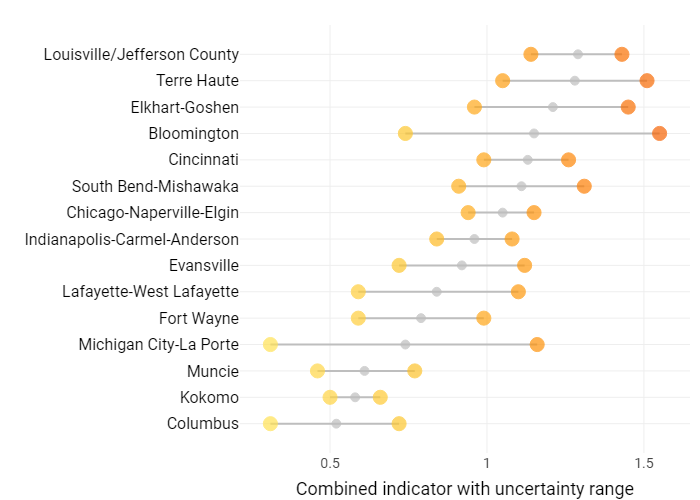 Louisville/Jefferson County
Terre Haute
Elkhart-Goshen
Bloomington
Cincinnati
South Bend-Mishawaka
Chicago-Naperville-Elgin
Indianapolis-Carmel-Anderson
Evansville
Lafayette-West Lafayette
Fort Wayne
Michigan City-La Porte
Muncie
Kokomo
Columbus
0.5 1 1.5
Combined indicator with uncertainty range